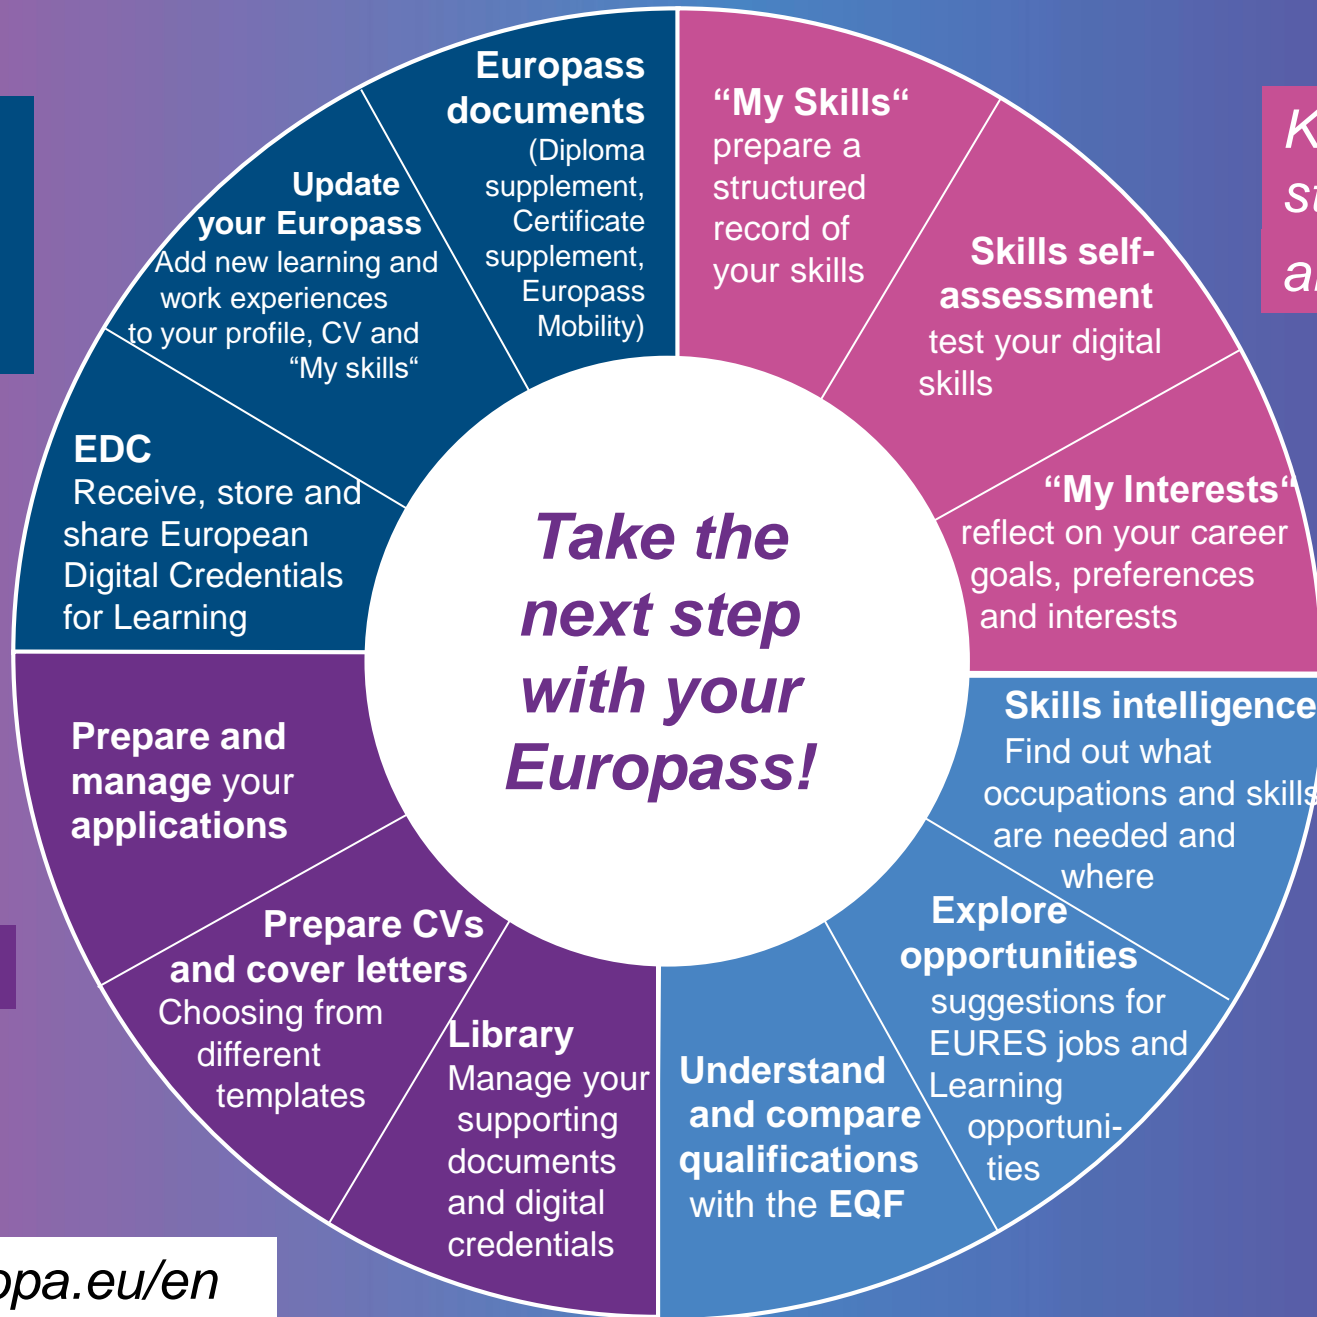 Europass
documents
(Diploma
supplement,
Certificate
supplement,
Europass
Mobility)
“My Skills“
prepare a
structured
record of
your skills
Update
your Europass
Add new learning and
work experiences
to your profile, CV and
“My skills“
Skills self-
assessment
test your digital
skills
EDC
Receive, store and
share European
Digital Credentials
for Learning
“My Interests“
reflect on your career
goals, preferences
and interests
Take the
next step
with your
Europass!
Prepare and
manage your
applications
Skills intelligence
Find out what
occupations and skills
are needed and
where
Prepare CVs
and cover letters
Choosing from
different
templates
Explore
opportunities
suggestions for
EURES jobs and
Learning
opportuni-
ties
Library
Manage your
supporting
documents
and digital
credentials
Understand
and compare
qualifications
with the EQF
opa.eu/en